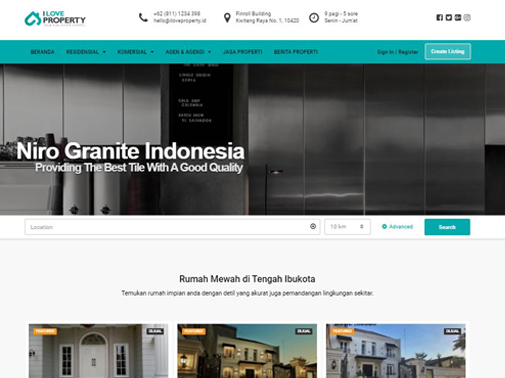 I LOVE
PROPERTY
+62 (811) 1234 398
hello@iloveproperty.id
Finroll Building
Kwitang Raya No. 1, 10420
9 pagi - 5 sore
Senin - Jum'at
BERANDA
RESIDENSIAL
KOMERSIAL
AGEN & AGENSI
JASA PROPERTI
BERITA PROPERTI
Sign In / Register
Create Listing
Niro Granite Indonesia
Providing The Best Tile With A Good Quality
Location
10 km
Advanced
Search
Rumah Mewah di Tengah Ibukota
Temukan rumah impian anda dengan detil yang akurat juga pemandangan lingkungan sekitar.
FEATURED
DIJUAL
FEATURED
DIJUAL
FEATURED
DIJUAL